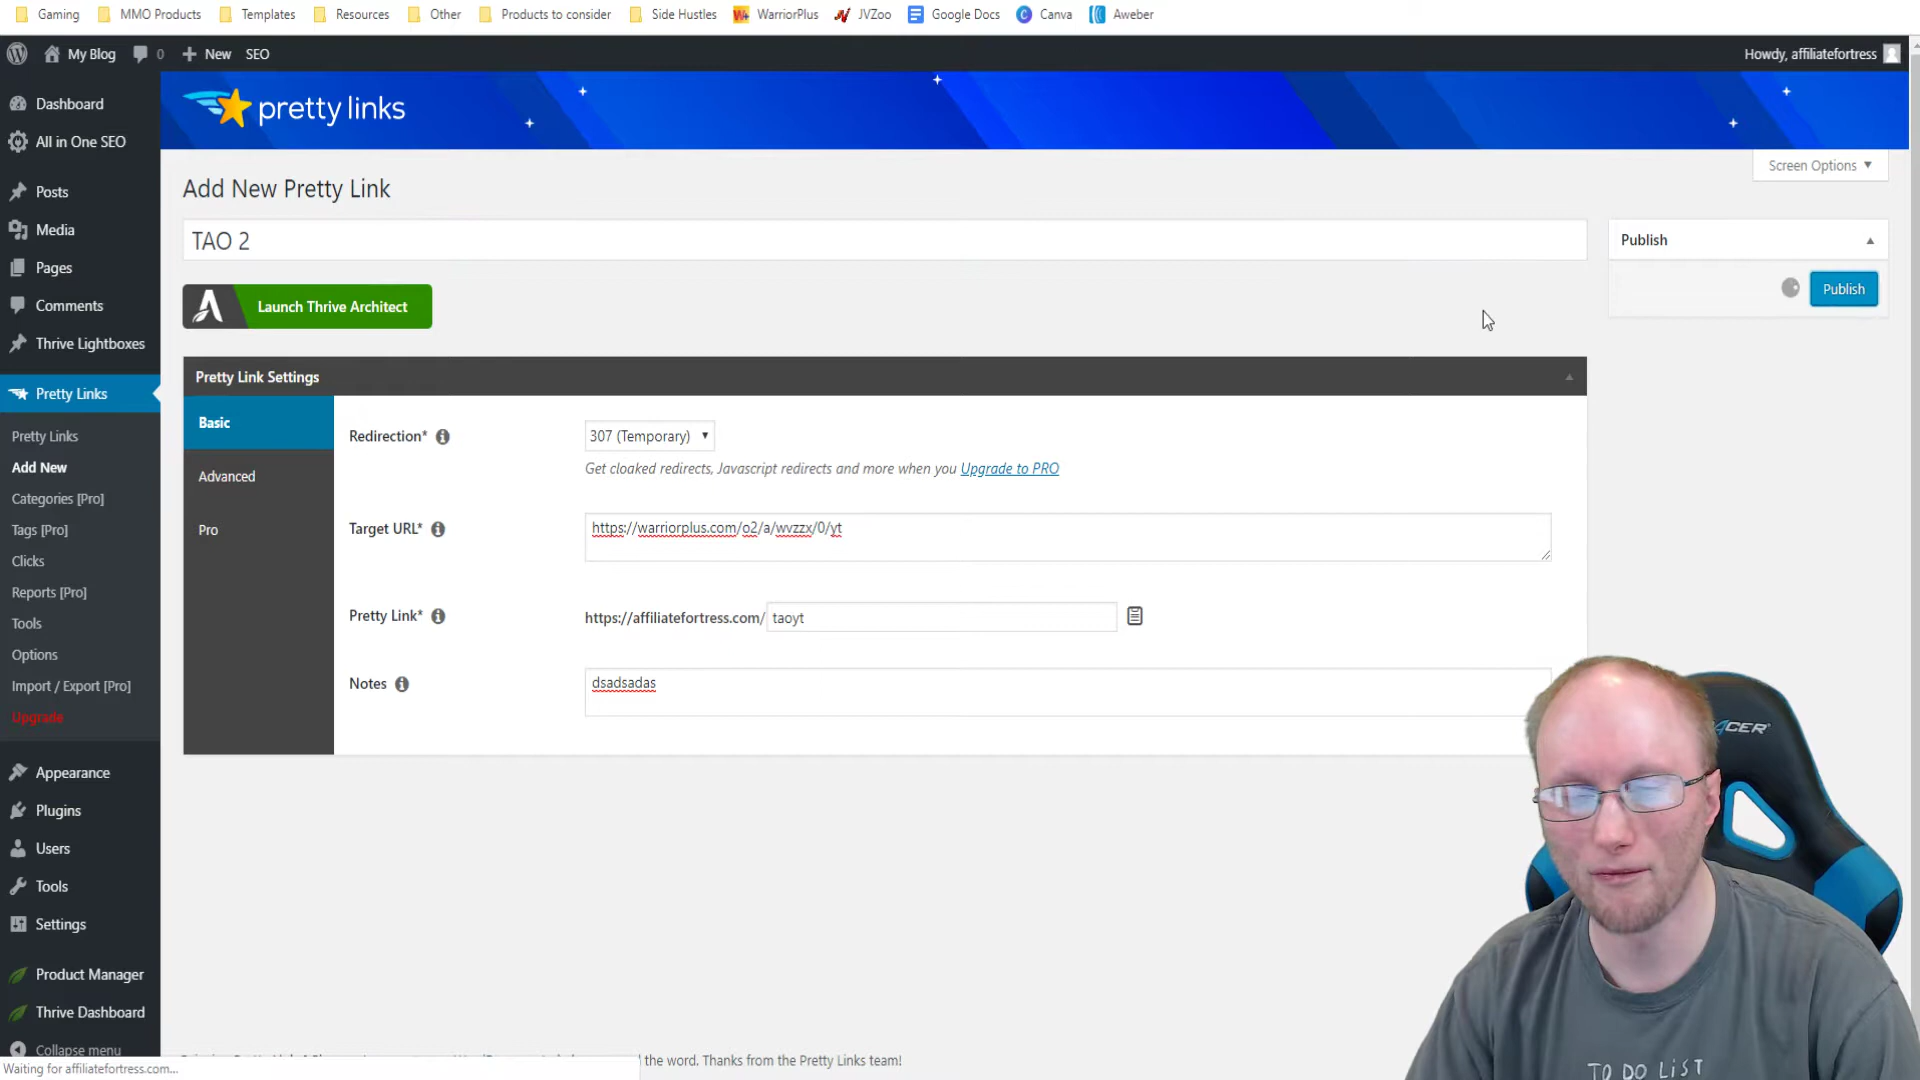 Gaming MMO Products Templates Resources Other Products to consider Side Hustles WarriorPlus JVZoo Google Docs Canva Aweber
My Blog 0 New SEO Howdy, affiliatefortress
Dashboard
All in One SEO
Posts
Media
Pages
Comments
Thrive Lightboxes
Pretty Links
Pretty Links
Add New
Categories [Pro]
Tags [Pro]
Clicks
Reports [Pro]
Tools
Options
Import / Export [Pro]
Upgrade
Appearance
Plugins
Users
Tools
Settings
Product Manager
Thrive Dashboard
Collapse menu
Waiting for affiliatefortress.com...
pretty links
Screen Options
Add New Pretty Link
TAO 2
Launch Thrive Architect
Publish
Publish
Pretty Link Settings
Basic
Advanced
Pro
Redirection* 307 (Temporary)
Get cloaked redirects, Javascript redirects and more when you Upgrade to PRO
Target URL* https://warriorplus.com/o2/a/wvzzx/0/yt
Pretty Link* https://affiliatefortress.com/ taoyt
Notes dsadsadas
the word. Thanks from the Pretty Links team!
ACER
TO DO LIST